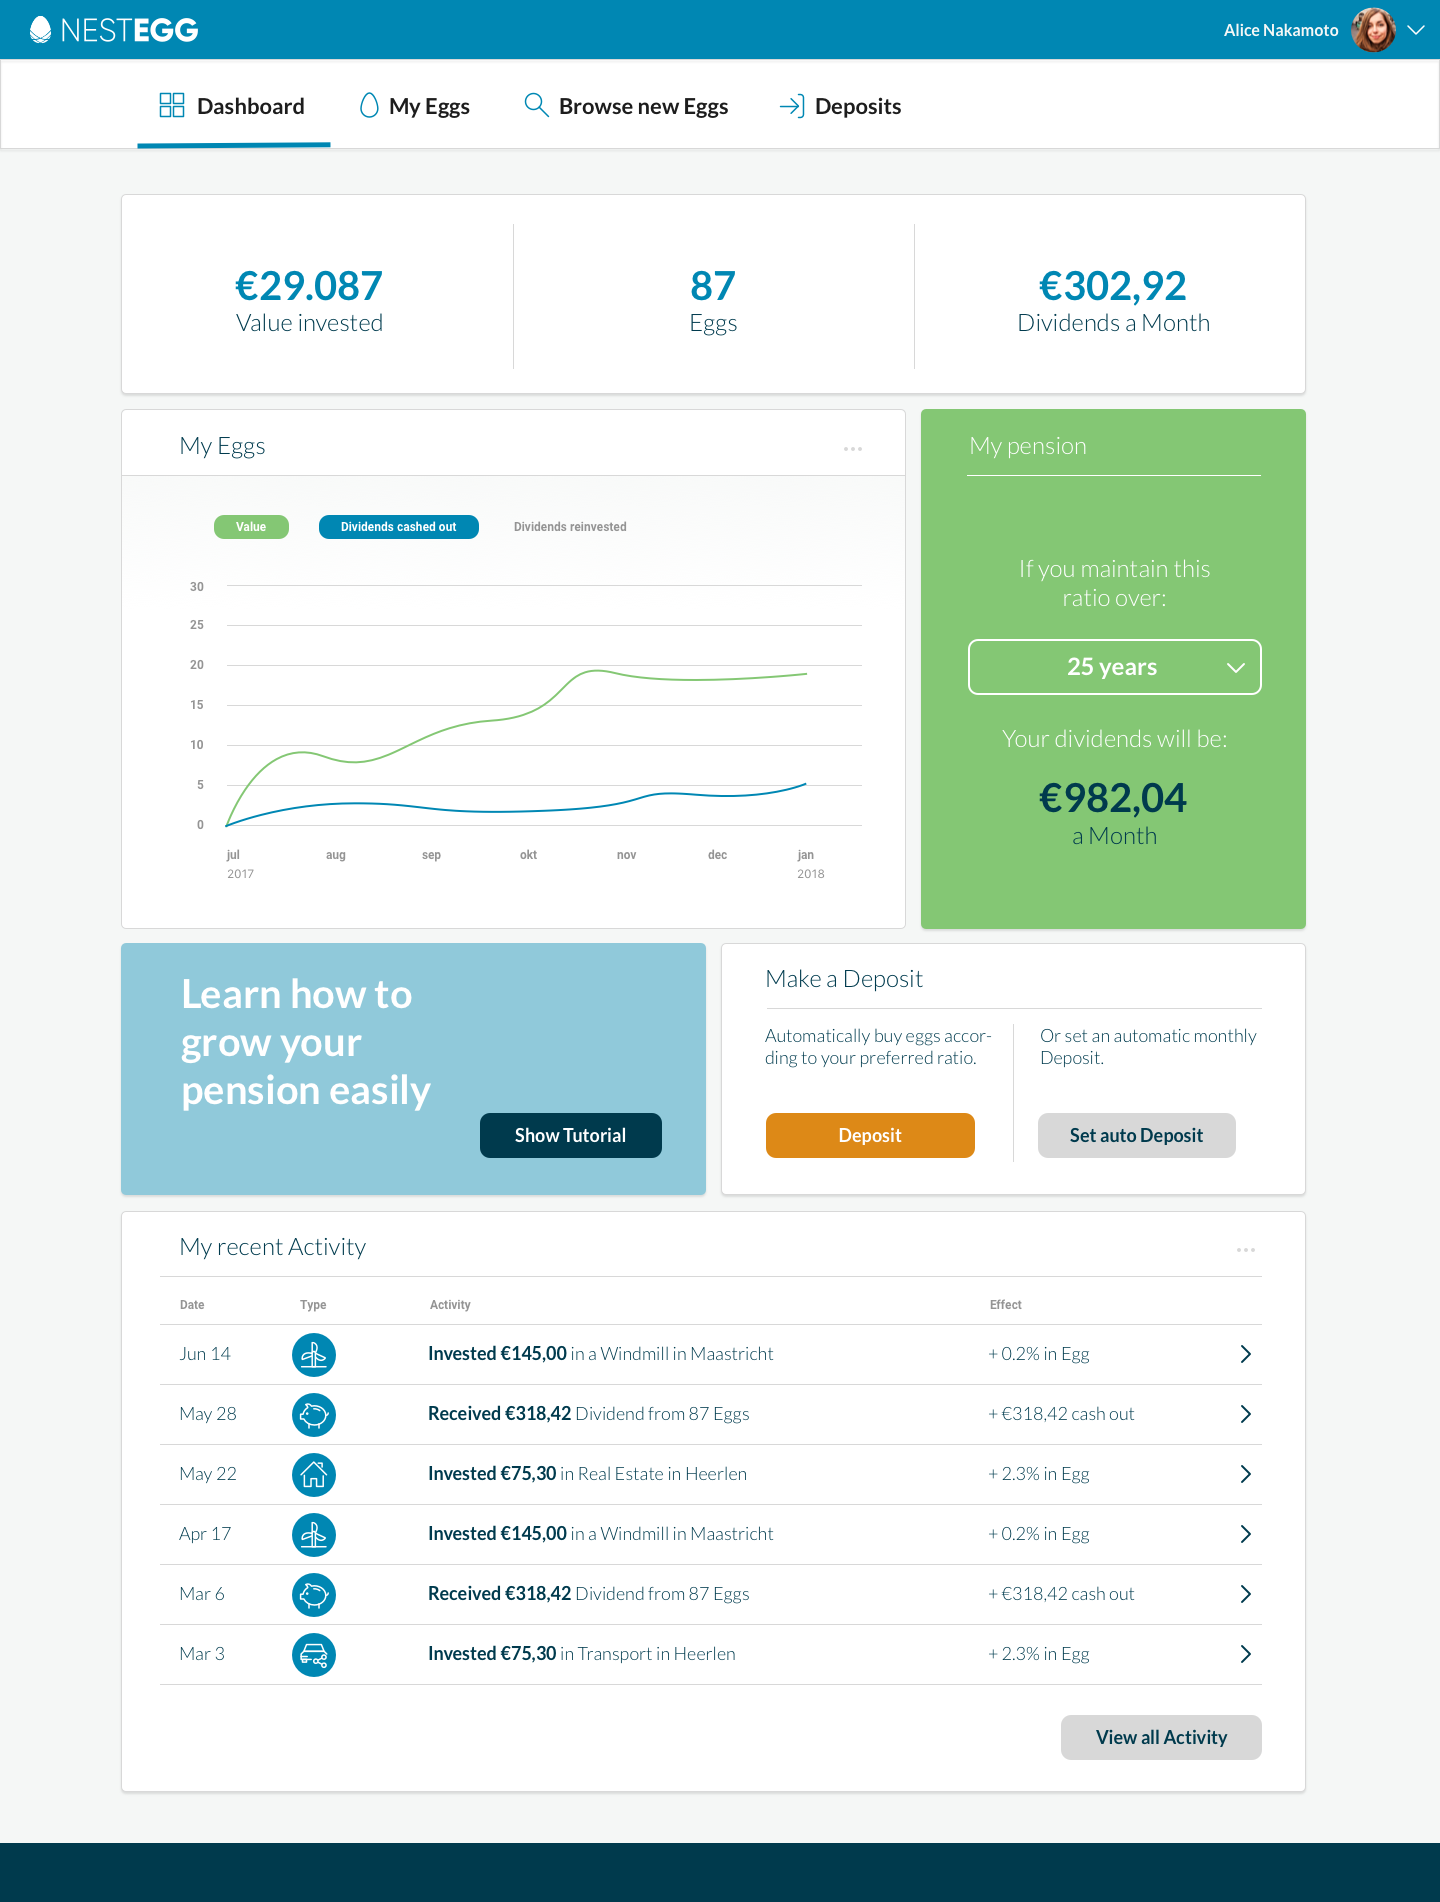 NESTEGG
Alice Nakamoto
Dashboard
My Eggs
Browse new Eggs
Deposits
€29.087
Value invested
87
Eggs
€302,92
Dividends a Month
My Eggs
Value
Dividends cashed out
Dividends reinvested
30
25
20
15
10
5
0
jul
aug
sep
okt
nov
dec
jan
2017
2018
My pension
If you maintain this
ratio over:
25 years
Your dividends will be:
€982,04
a Month
Learn how to
grow your
pension easily
Show Tutorial
Make a Deposit
Automatically buy eggs accor-
ding to your preferred ratio.
Deposit
Or set an automatic monthly
Deposit.
Set auto Deposit
My recent Activity
Date Type Activity Effect
Jun 14 Invested €145,00 in a Windmill in Maastricht + 0.2% in Egg
May 28 Received €318,42 Dividend from 87 Eggs + €318,42 cash out
May 22 Invested €75,30 in Real Estate in Heerlen + 2.3% in Egg
Apr 17 Invested €145,00 in a Windmill in Maastricht + 0.2% in Egg
Mar 6 Received €318,42 Dividend from 87 Eggs + €318,42 cash out
Mar 3 Invested €75,30 in Transport in Heerlen + 2.3% in Egg
View all Activity